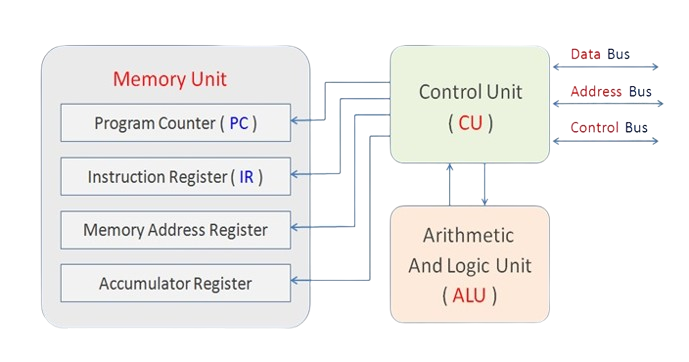 Memory Unit
Program Counter ( PC )
Instruction Register ( IR )
Memory Address Register
Accumulator Register
Control Unit
( CU )
Data Bus
Address Bus
Control Bus
Arithmetic
And Logic Unit
( ALU )